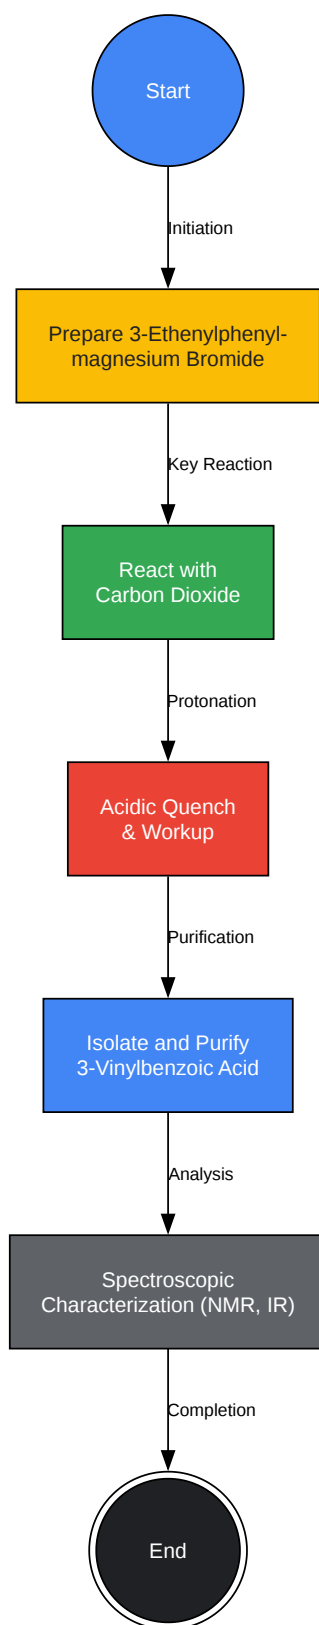 Start
Initiation
Prepare 3-Ethenylphenyl-
magnesium Bromide
Key Reaction
React with
Carbon Dioxide
Protonation
Acidic Quench
& Workup
Purification
Isolate and Purify
3-Vinylbenzoic Acid
Analysis
Spectroscopic
Characterization (NMR, IR)
Completion
End